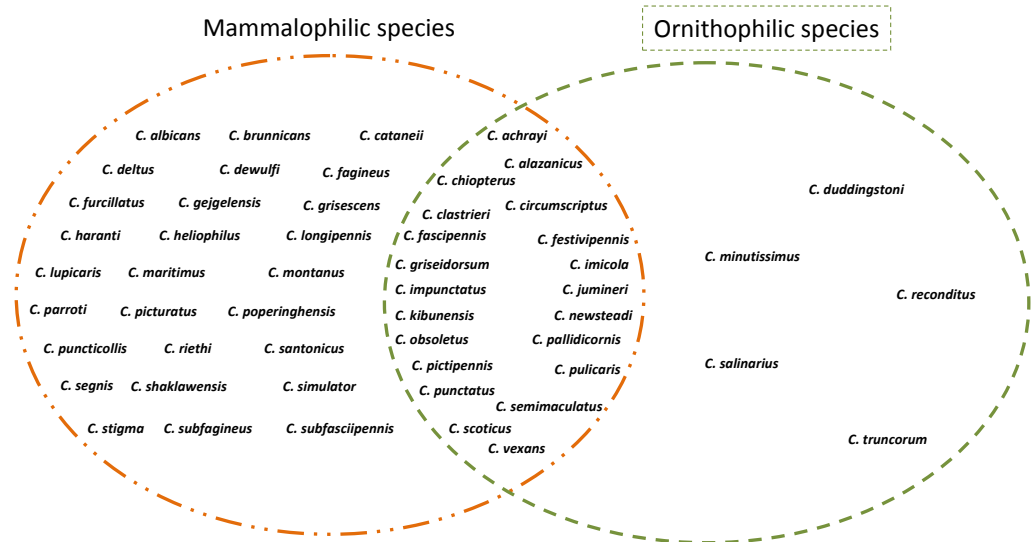 Mammalophilic species
Ornithophilic species
C. albicans C. brunnicans C. cataneii C. achrayi
C. deltus C. dewulfi C. fagineus C. chiopterus C. alazanicus
C. duddingstoni
C. furcillatus C. gejgelensis C. grisescens C. clastrieri C. circumscriptus
C. haranti C. heliophilus C. longipennis C. fascipennis C. festivipennis
C. minutissimus
C. lupicaris C. maritimus C. montanus C. griseidorsum C. imicola
C. impunctatus C. jumineri C. reconditus
C. parroti C. picturatus C. poperinghensis C. kibunensis C. newsteadi
C. puncticollis C. riethi C. santonicus C. obsoletus C. pallidicornis
C. pictipennis C. pulicaris C. salinarius
C. segnis C. shaklawensis C. simulator C. punctatus
C. semimaculatus
C. stigma C. subfagineus C. subfasciipennis C. scoticus
C. vexans C. truncorum